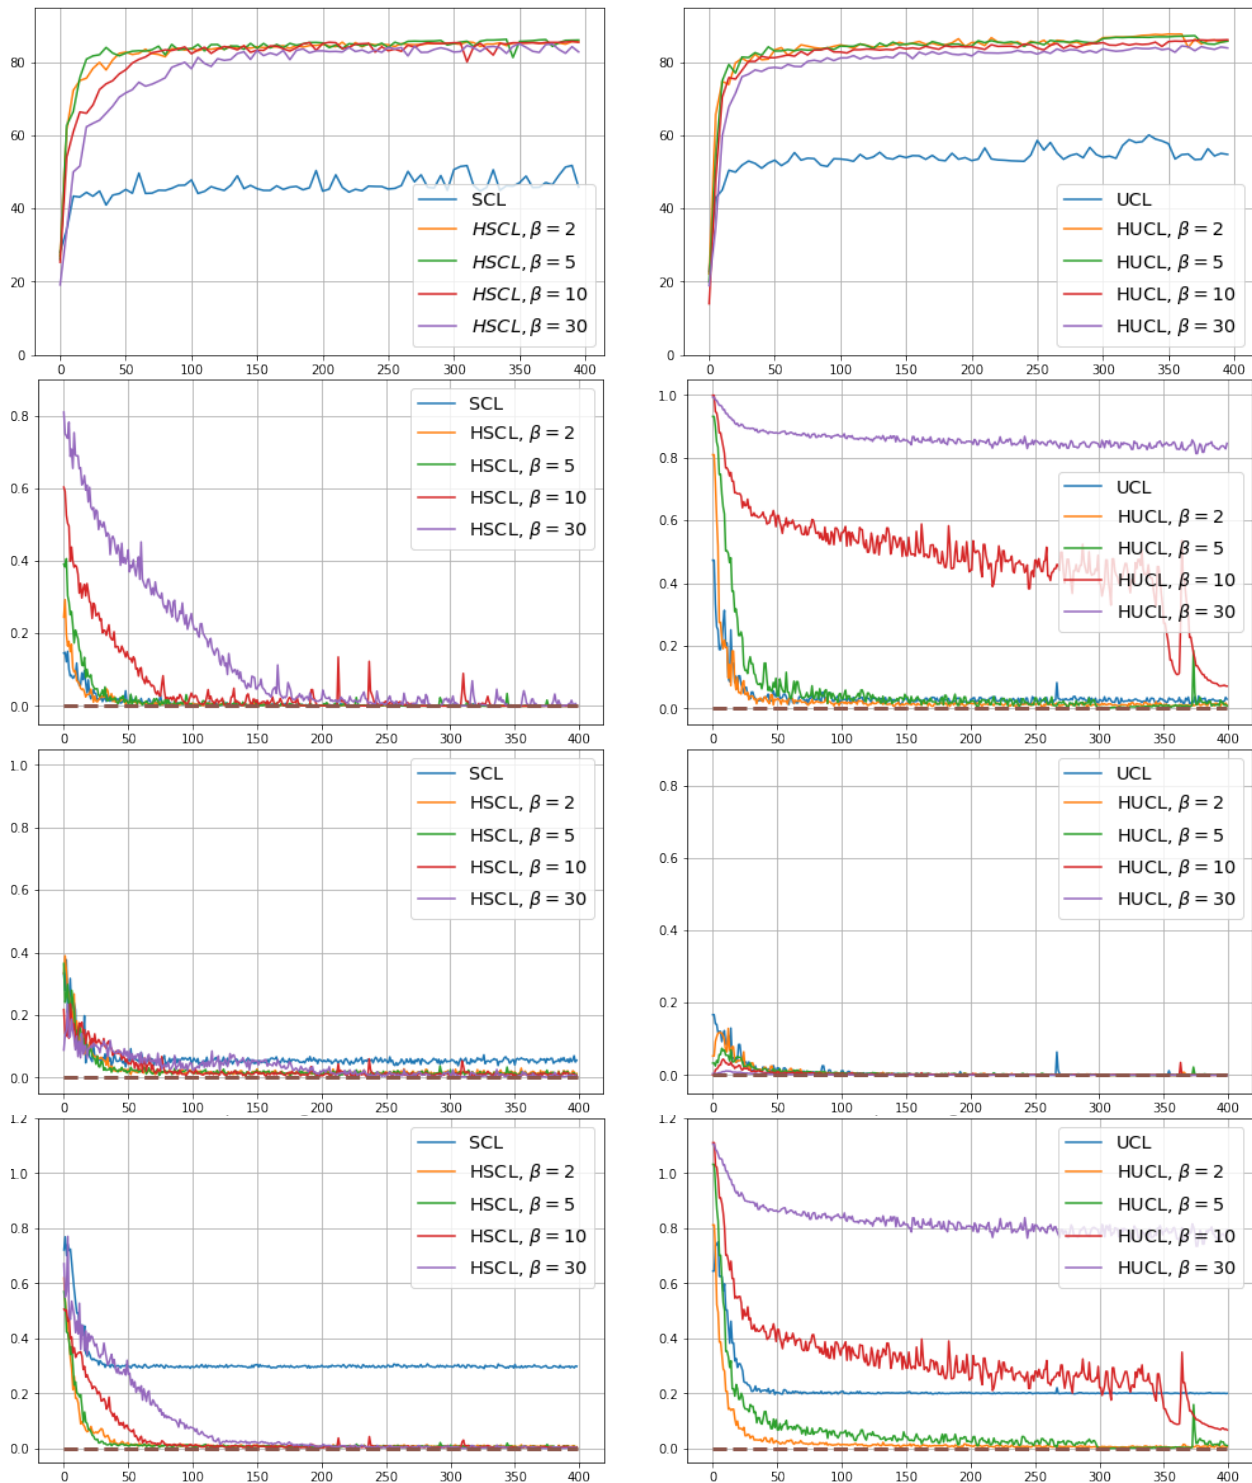 80
60
40
20
0
0 50 100 150 200 250 300 350 400
SCL
HSCL, β = 2
HSCL, β = 5
HSCL, β = 10
HSCL, β = 30
80
60
40
20
0
0 50 100 150 200 250 300 350 400
UCL
HUCL, β = 2
HUCL, β = 5
HUCL, β = 10
HUCL, β = 30
0.8
0.6
0.4
0.2
0.0
0 50 100 150 200 250 300 350 400
SCL
HSCL, β = 2
HSCL, β = 5
HSCL, β = 10
HSCL, β = 30
1.0
0.8
0.6
0.4
0.2
0.0
0 50 100 150 200 250 300 350 400
UCL
HUCL, β = 2
HUCL, β = 5
HUCL, β = 10
HUCL, β = 30
1.0
0.8
0.6
0.4
0.2
0.0
0 50 100 150 200 250 300 350 400
SCL
HSCL, β = 2
HSCL, β = 5
HSCL, β = 10
HSCL, β = 30
0.8
0.6
0.4
0.2
0.0
0 50 100 150 200 250 300 350 400
UCL
HUCL, β = 2
HUCL, β = 5
HUCL, β = 10
HUCL, β = 30
1.2
1.0
0.8
0.6
0.4
0.2
0.0
0 50 100 150 200 250 300 350 400
SCL
HSCL, β = 2
HSCL, β = 5
HSCL, β = 10
HSCL, β = 30
1.2
1.0
0.8
0.6
0.4
0.2
0.0
0 50 100 150 200 250 300 350 400
UCL
HUCL, β = 2
HUCL, β = 5
HUCL, β = 10
HUCL, β = 30